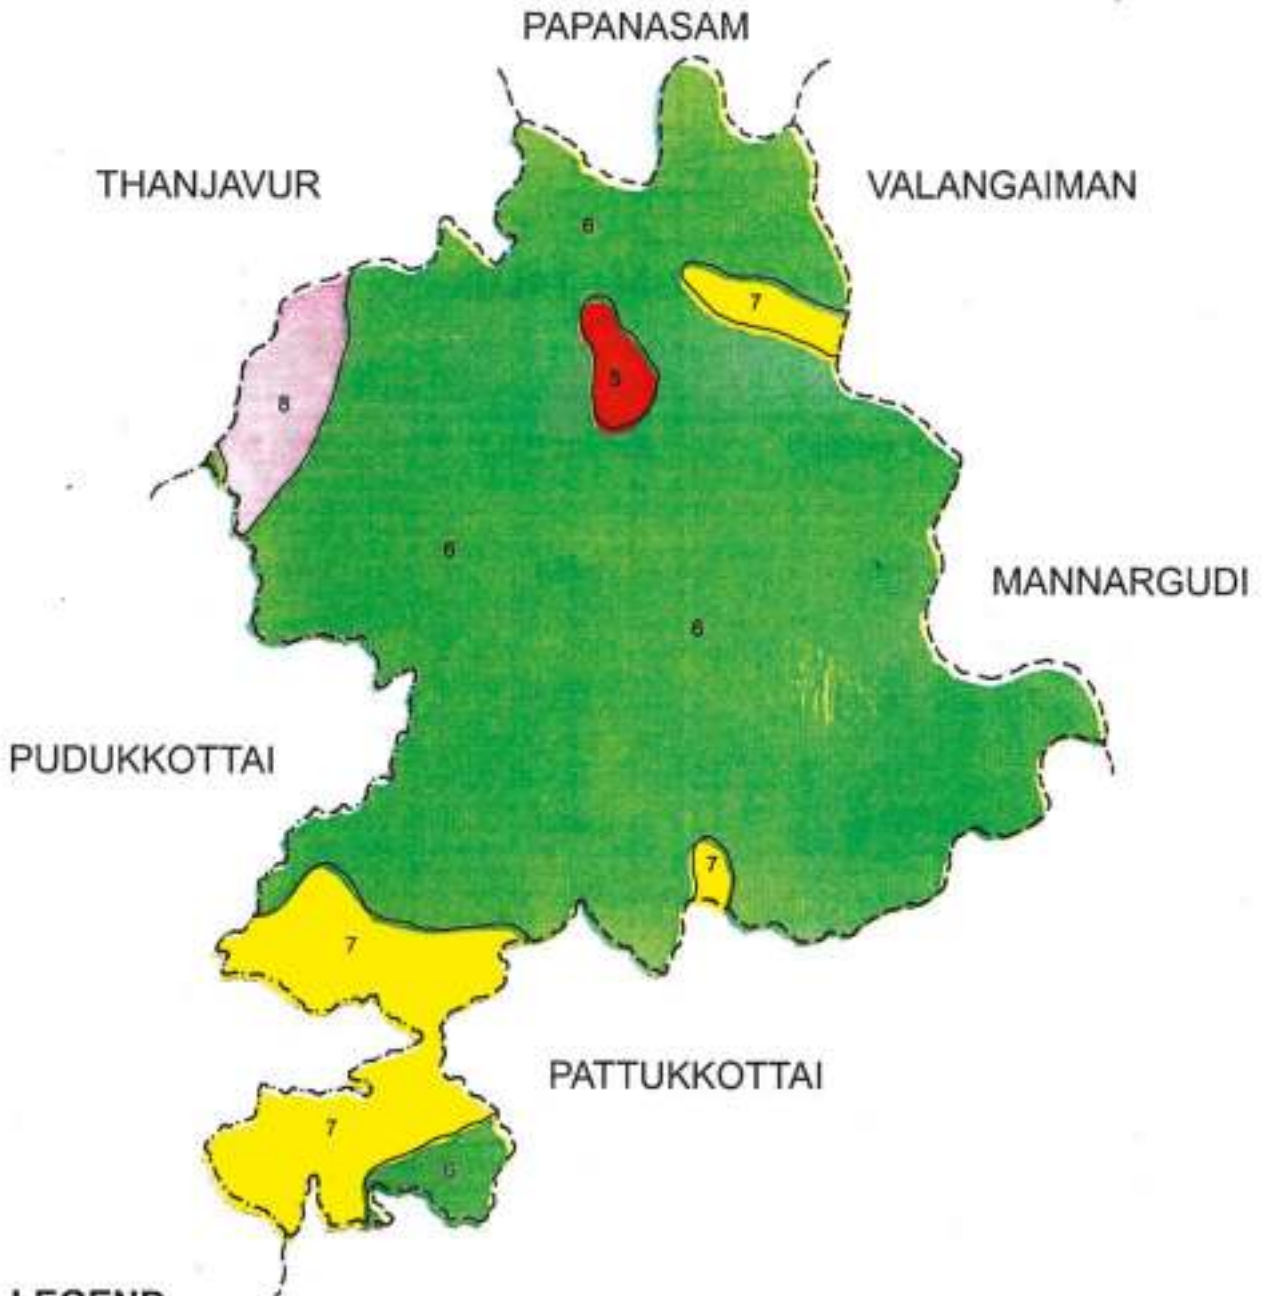 PAPANASAM
THANJAVUR
VALANGAIMAN
6
7
5
8
6
MANNARGUDI
6
PUDUKKOTTAI
7
7
PATTUKKOTTAI
7
6
LEGEND